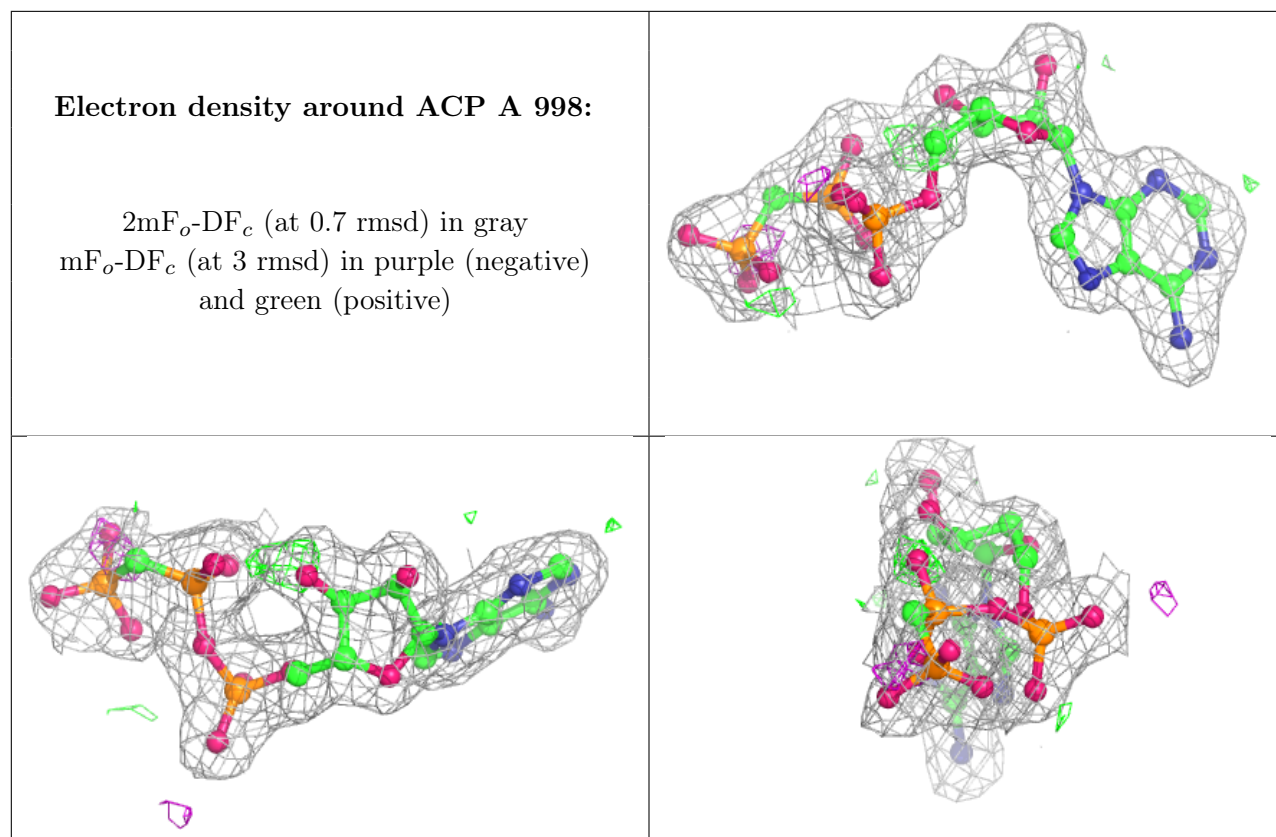 Electron density around ACP A 998:
2mFo-DFc (at 0.7 rmsd) in gray
mFo-DFc (at 3 rmsd) in purple (negative)
and green (positive)